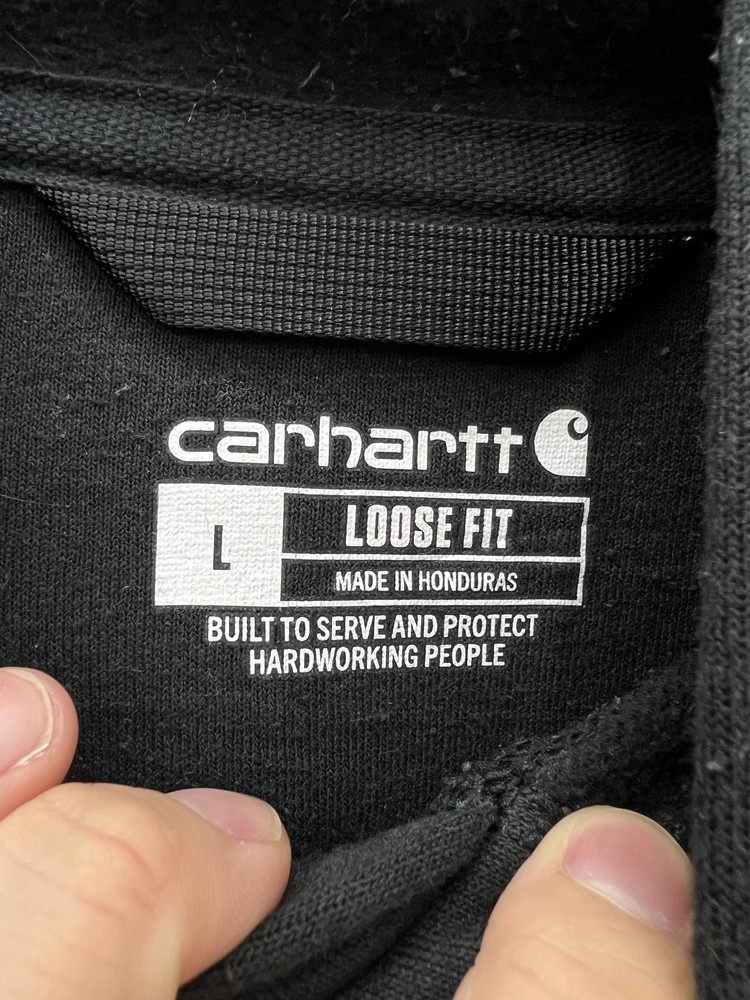 carhartt
L
LOOSE FIT
MADE IN HONDURAS
BUILT TO SERVE AND PROTECT
HARDWORKING PEOPLE